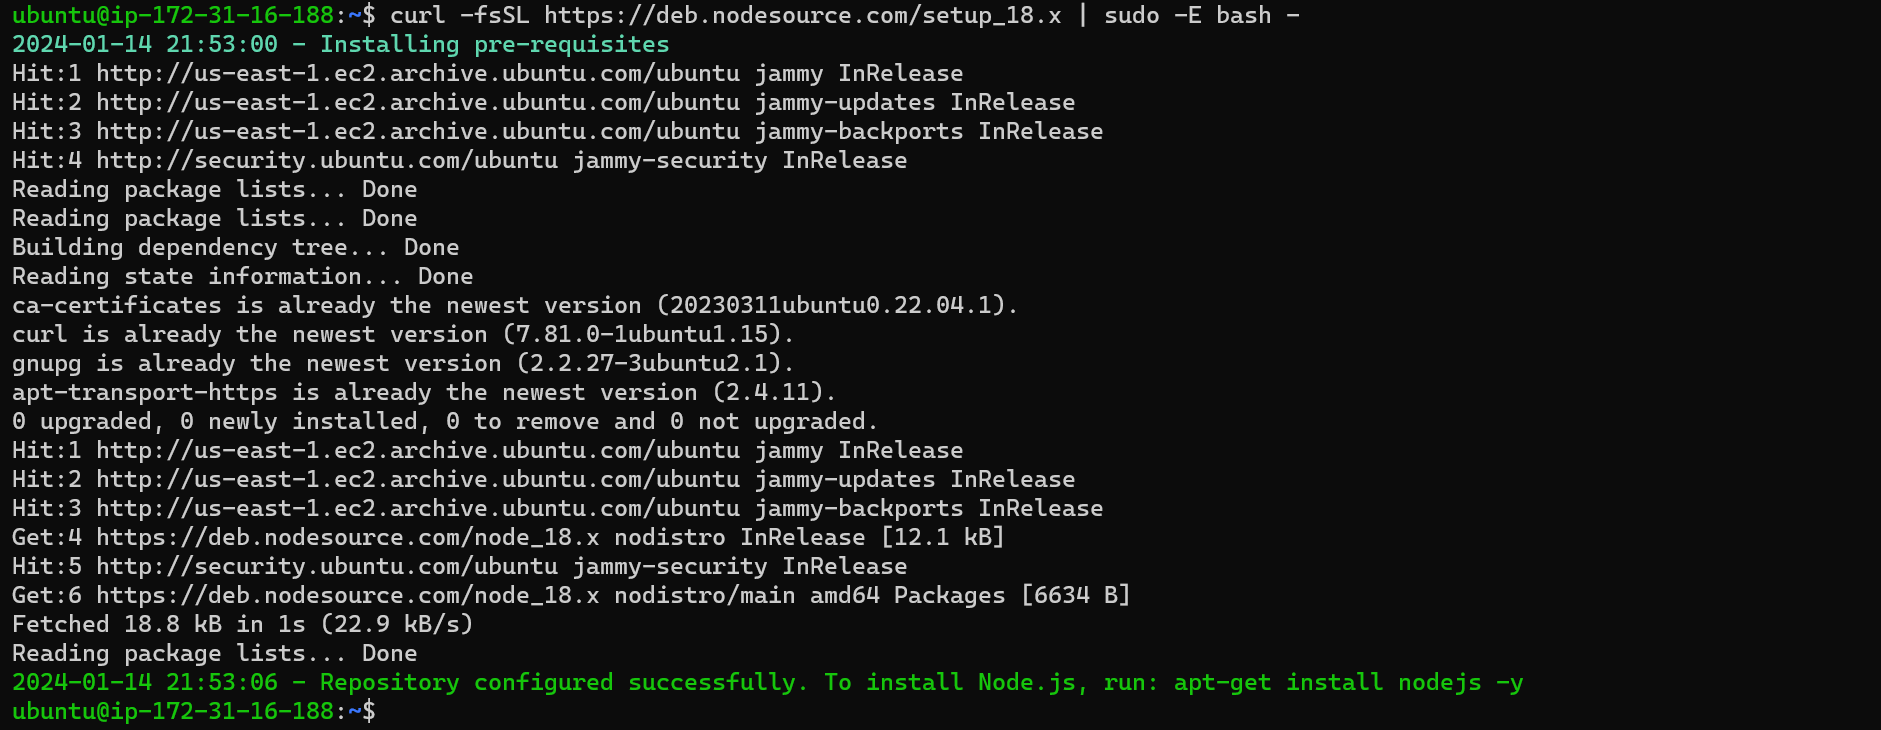 ubuntu@ip-172-31-16-188:~$ curl -fsSL https://deb.nodesource.com/setup_18.x | sudo -E bash -
2024-01-14 21:53:00 - Installing pre-requisites
Hit:1 http://us-east-1.ec2.archive.ubuntu.com/ubuntu jammy InRelease
Hit:2 http://us-east-1.ec2.archive.ubuntu.com/ubuntu jammy-updates InRelease
Hit:3 http://us-east-1.ec2.archive.ubuntu.com/ubuntu jammy-backports InRelease
Hit:4 http://security.ubuntu.com/ubuntu jammy-security InRelease
Reading package lists... Done
Reading package lists... Done
Building dependency tree... Done
Reading state information... Done
ca-certificates is already the newest version (20230311ubuntu0.22.04.1).
curl is already the newest version (7.81.0-1ubuntu1.15).
gnupg is already the newest version (2.2.27-3ubuntu2.1).
apt-transport-https is already the newest version (2.4.11).
0 upgraded, 0 newly installed, 0 to remove and 0 not upgraded.
Hit:1 http://us-east-1.ec2.archive.ubuntu.com/ubuntu jammy InRelease
Hit:2 http://us-east-1.ec2.archive.ubuntu.com/ubuntu jammy-updates InRelease
Hit:3 http://us-east-1.ec2.archive.ubuntu.com/ubuntu jammy-backports InRelease
Get:4 https://deb.nodesource.com/node_18.x nodistro InRelease [12.1 kB]
Hit:5 http://security.ubuntu.com/ubuntu jammy-security InRelease
Get:6 https://deb.nodesource.com/node_18.x nodistro/main amd64 Packages [6634 B]
Fetched 18.8 kB in 1s (22.9 kB/s)
Reading package lists... Done
2024-01-14 21:53:06 - Repository configured successfully. To install Node.js, run: apt-get install nodejs -y
ubuntu@ip-172-31-16-188:~$